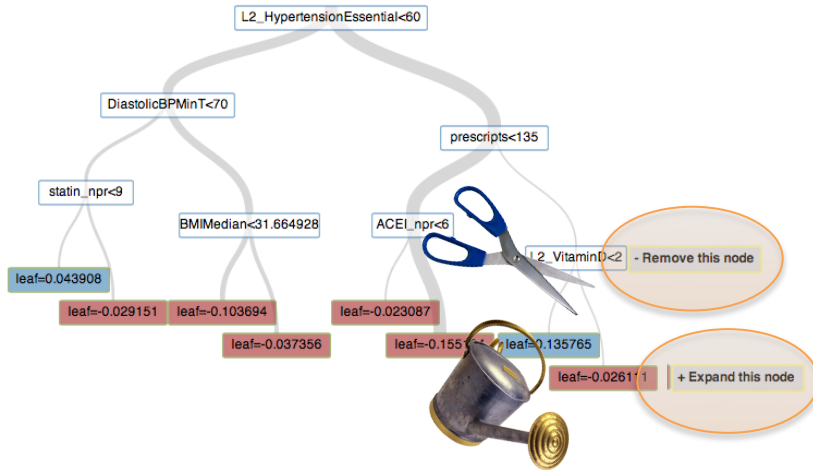 L2_HypertensionEssential<60
DiastolicBPMinT<70
prescripts<135
statin_npr<9
BMIMedian<31.664928
ACEI_npr<6
L2_VitaminD<2
- Remove this node
leaf=0.043908
leaf=-0.029151
leaf=-0.103694
leaf=-0.023087
leaf=-0.037356
leaf=0.135765
leaf=-0.026111
+ Expand this node